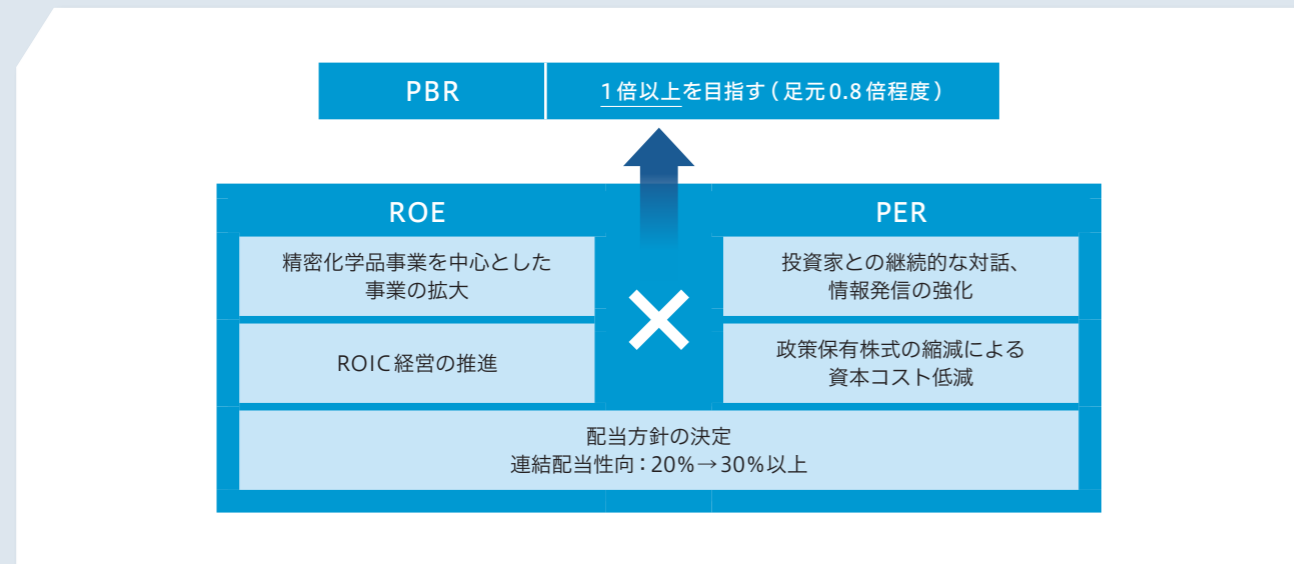 PBR
1倍以上を目指す（足元0.8倍程度）
ROE
PER
精密化学品事業を中心とした
事業の拡大
投資家との継続的な対話、
情報発信の強化
×
ROIC経営の推進
政策保有株式の縮減による
資本コスト低減
配当方針の決定
連結配当性向：20%→30%以上